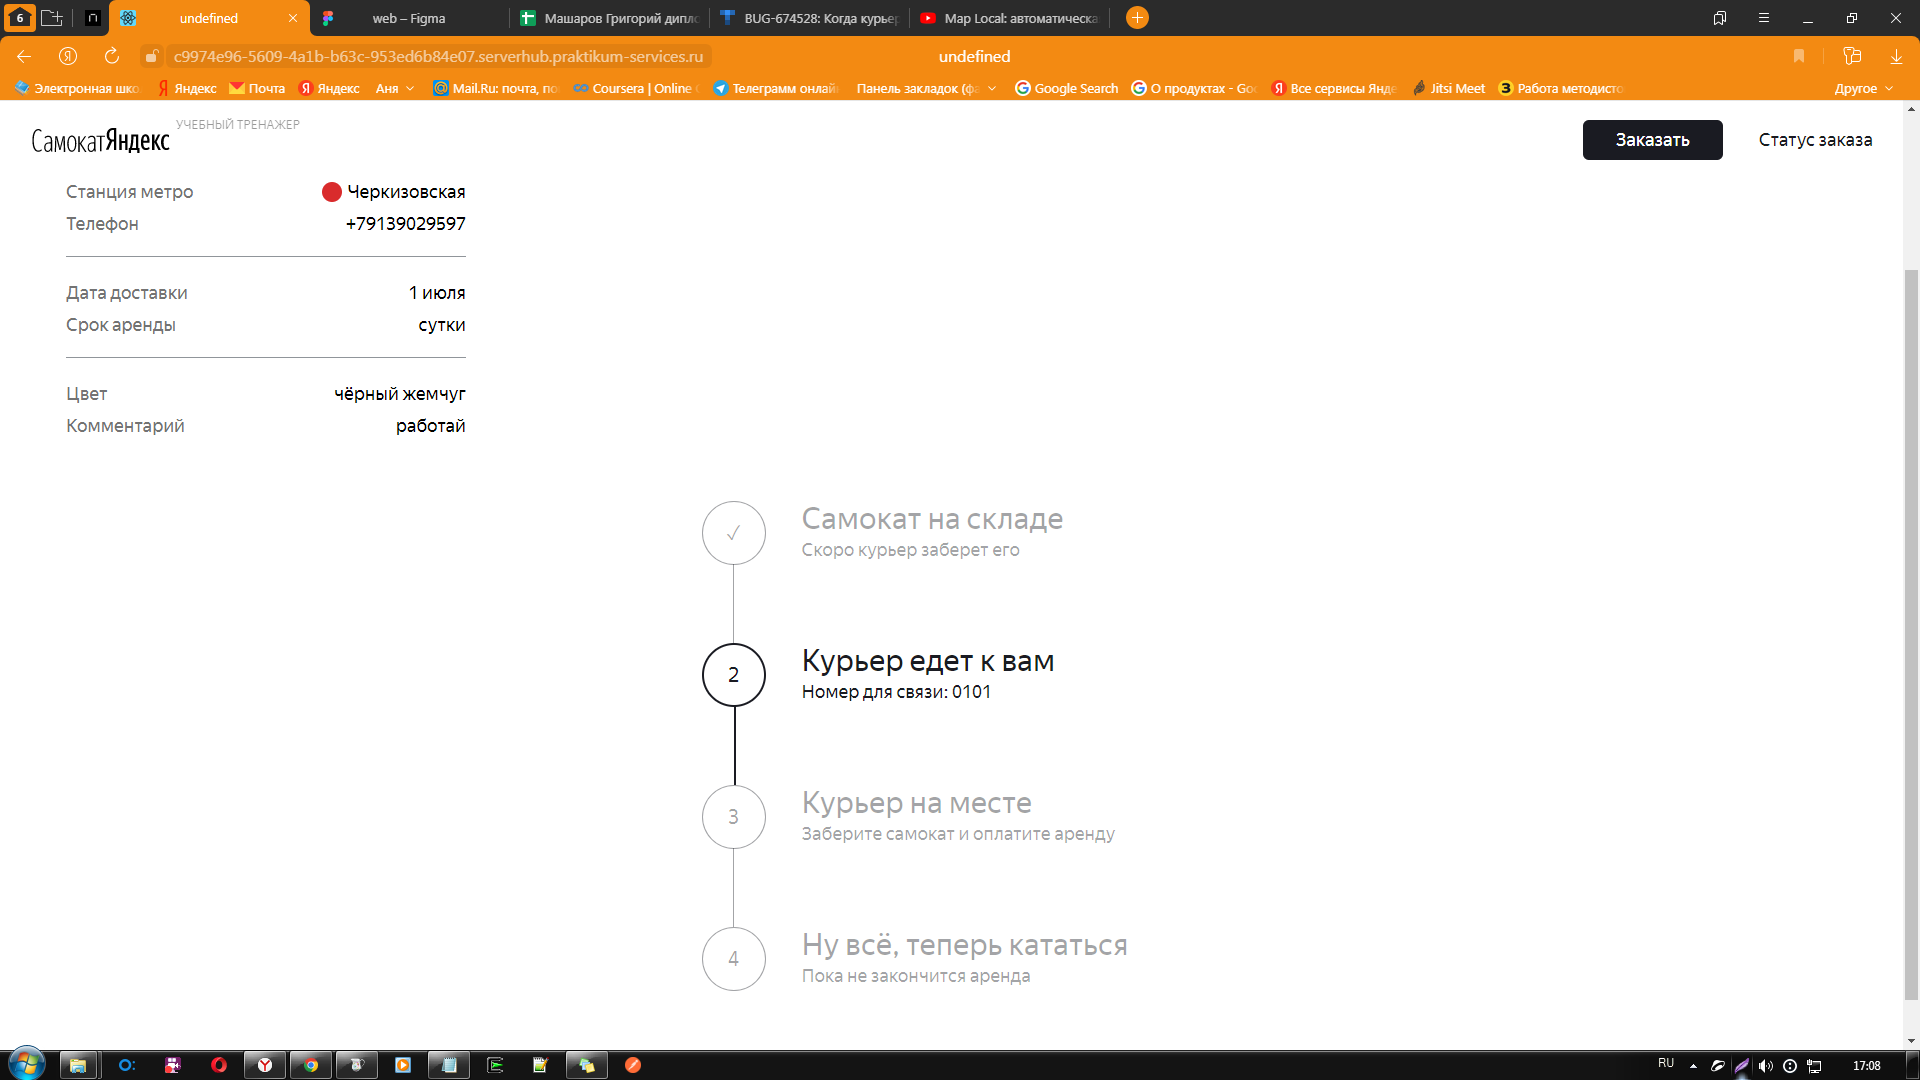 6
undefined
web – Figma
Машаров Григорий дипло
BUG-674528: Когда курье
Map Local: автоматическа
c9974e96-5609-4a1b-b63c-953ed6b84e07.serverhub.praktikum-services.ru
undefined
Электронная шко
Яндекс
Почта
Яндекс
Аня
Mail.Ru: почта, по
Coursera | Online
Телеграмм онлай
Панель закладок (фа
Google Search
О продуктах - Goo
Все сервисы Янде
Jitsi Meet
Работа методисто
Другое
СамокатЯндекс
УЧЕБНЫЙ ТРЕНАЖЕР
Заказать
Статус заказа
Станция метро
Черкизовская
Телефон
+79139029597
Дата доставки
1 июля
Срок аренды
сутки
Цвет
чёрный жемчуг
Комментарий
работай
Самокат на складе
Скоро курьер заберет его
2
Курьер едет к вам
Номер для связи: 0101
3
Курьер на месте
Заберите самокат и оплатите аренду
4
Ну всё, теперь кататься
Пока не закончится аренда
RU
17:08